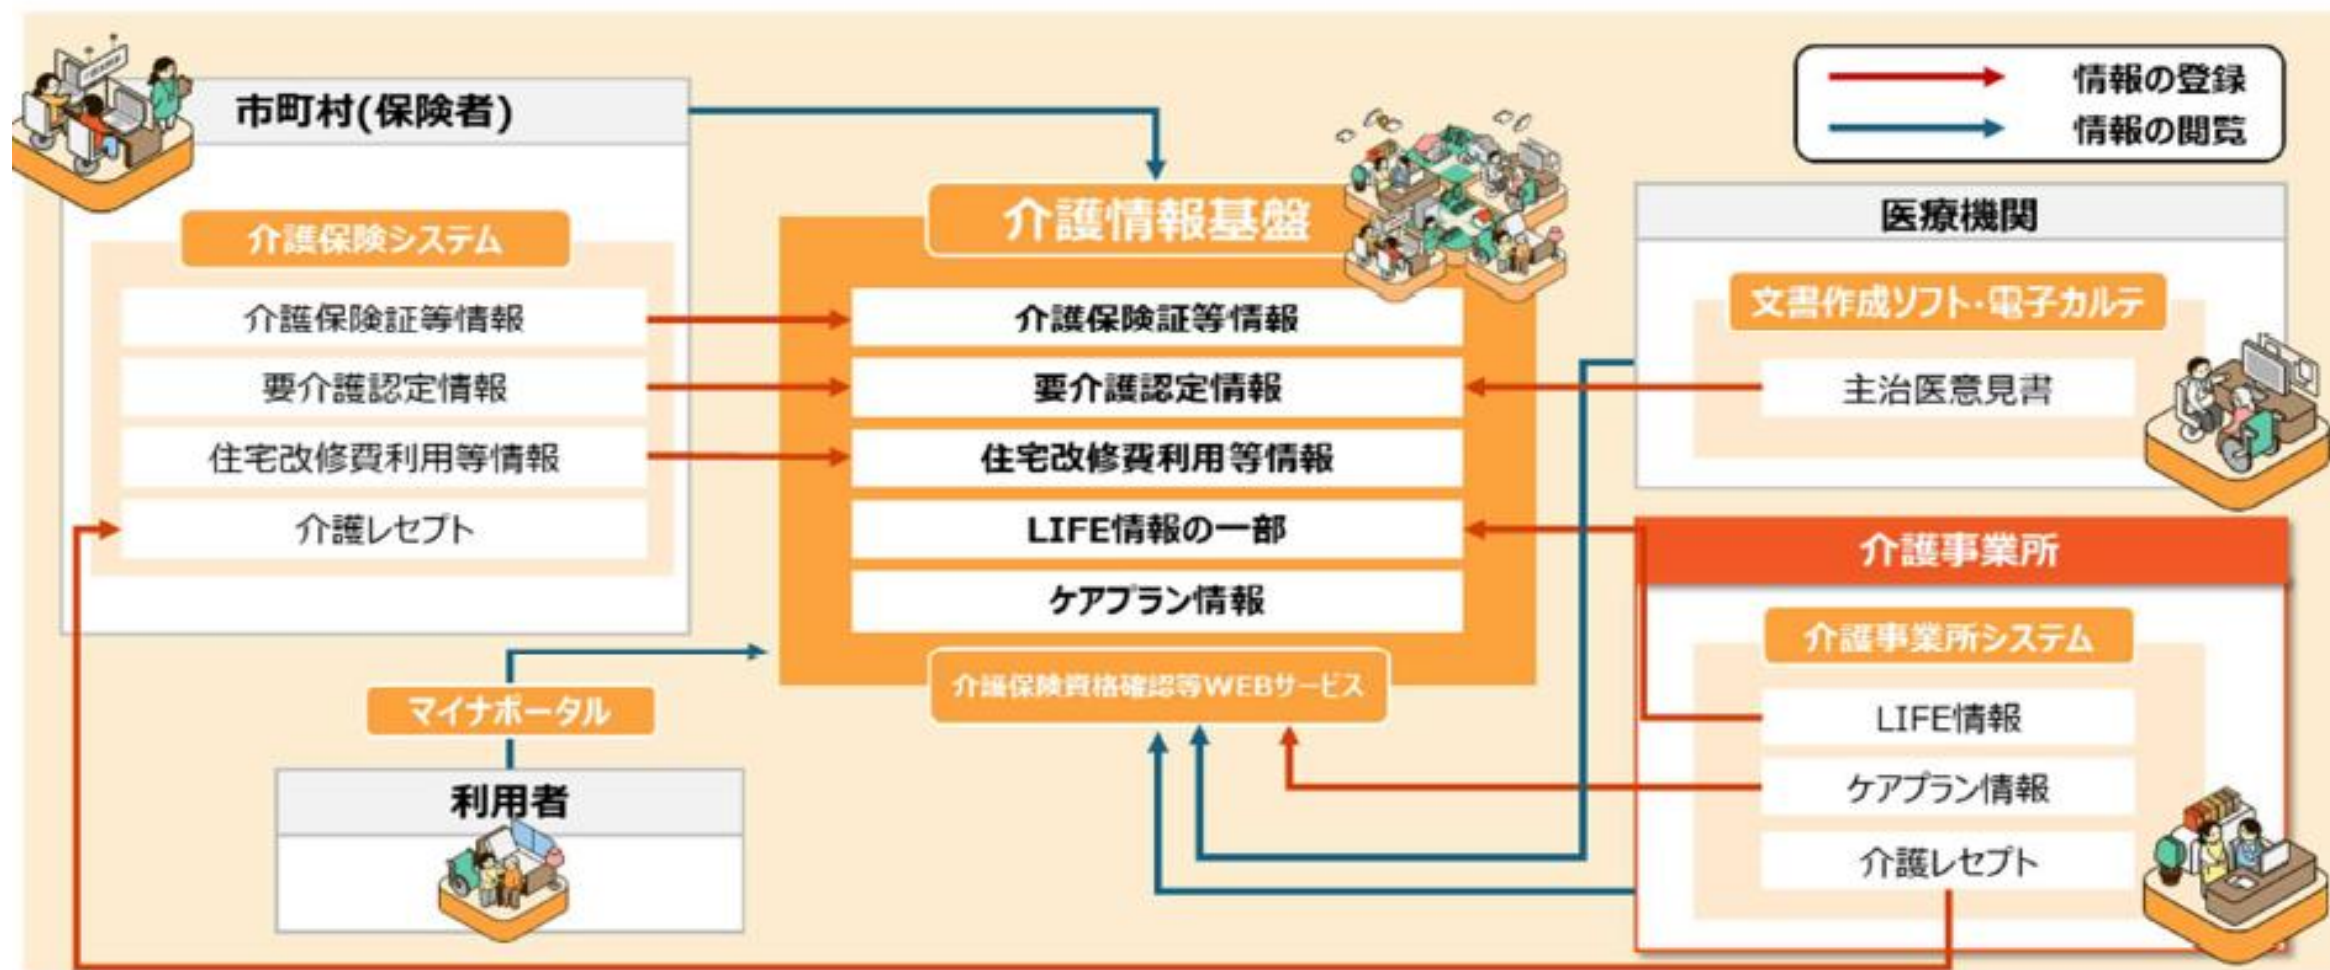 市町村(保険者)
介護保険システム
介護保険証等情報
要介護認定情報
住宅改修費利用等情報
介護レセプト
マイナポータル
利用者
介護情報基盤
介護保険証等情報
要介護認定情報
住宅改修費利用等情報
LIFE情報の一部
ケアプラン情報
介護保険資格確認等WEBサービス
情報の登録
情報の閲覧
医療機関
文書作成ソフト・電子カルテ
主治医意見書
介護事業所
介護事業所システム
LIFE情報
ケアプラン情報
介護レセプト